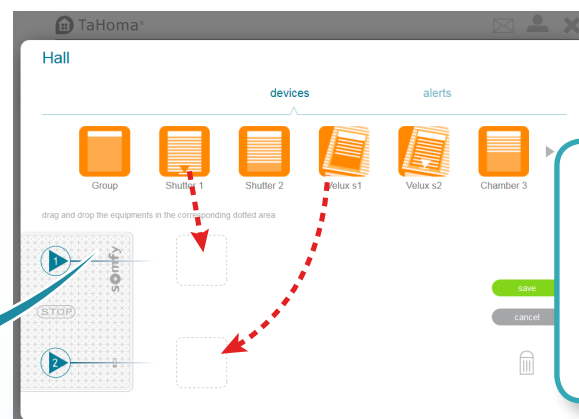 TaHoma®
Hall
devices
alerts
Group
Shutter 1
Shutter 2
Velux s1
Velux s2
Chamber 3
drag and drop the equipments in the corresponding dotted area
somfy
1
STOP
2
save
cancel